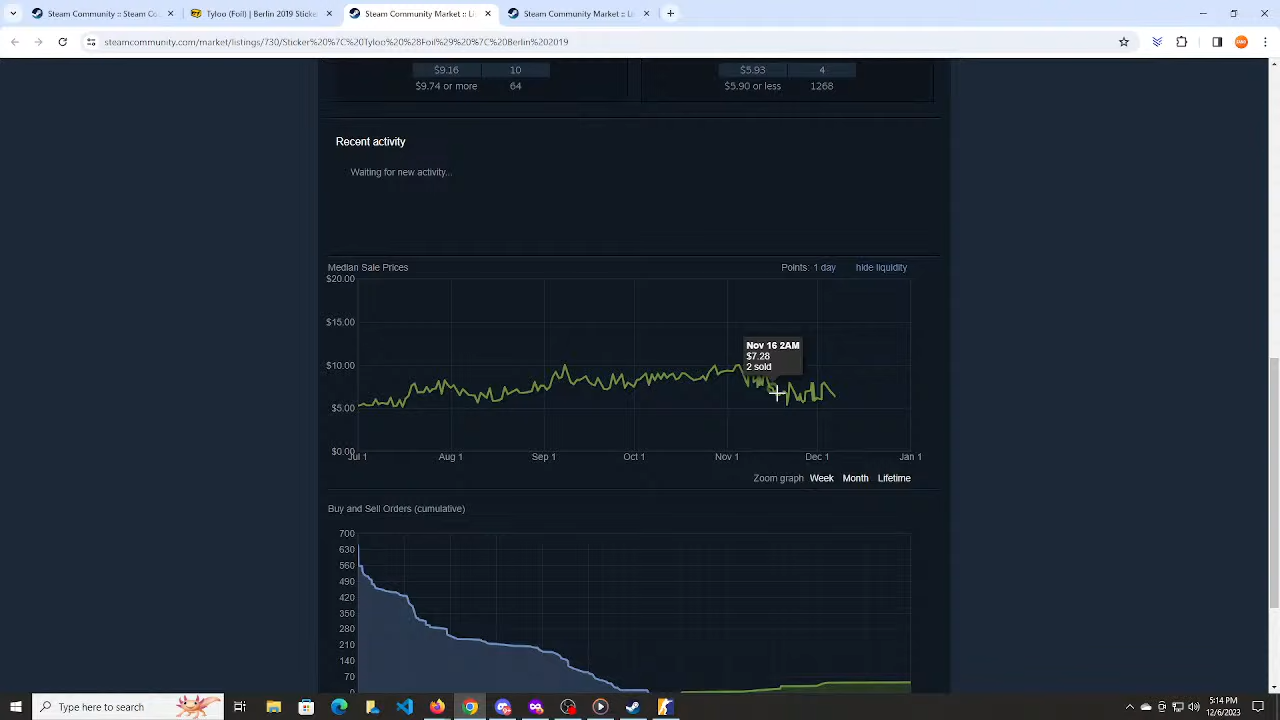 Steam Community :: Steam Co
Tyloo (Foil) | Berlin 2019 Sticke
Steam Community Market :: Li
Steam Community Market :: Li
steamcommunity.com/market/listings/730/Sticker%20%7C%20Tyloo%20%28Foil%29%20%7C%20Berlin%202019
$9.16 10 $5.93 4
$9.74 or more 64 $5.90 or less 1268
Recent activity
Waiting for new activity...
Median Sale Prices Points: 1 day hide liquidity
$20.00
$15.00
Nov 16 2AM
$7.28
2 sold
$10.00
$5.00
$0.00
Jul 1 Aug 1 Sep 1 Oct 1 Nov 1 Dec 1 Jan 1
Zoom graph Week Month Lifetime
Buy and Sell Orders (cumulative)
700
630
560
490
420
350
280
210
140
70
0
Type here to search
5:14 PM
12/6/2023